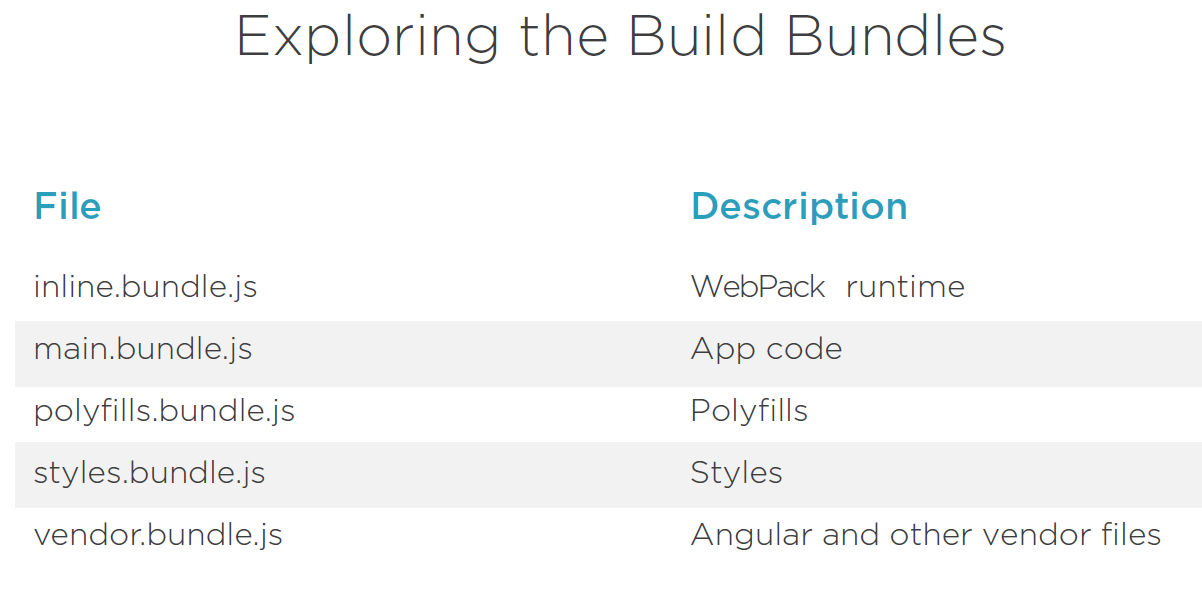 Exploring the Build Bundles
File Description
inline.bundle.js WebPack runtime
main.bundle.js App code
polyfills.bundle.js Polyfills
styles.bundle.js Styles
vendor.bundle.js Angular and other vendor files